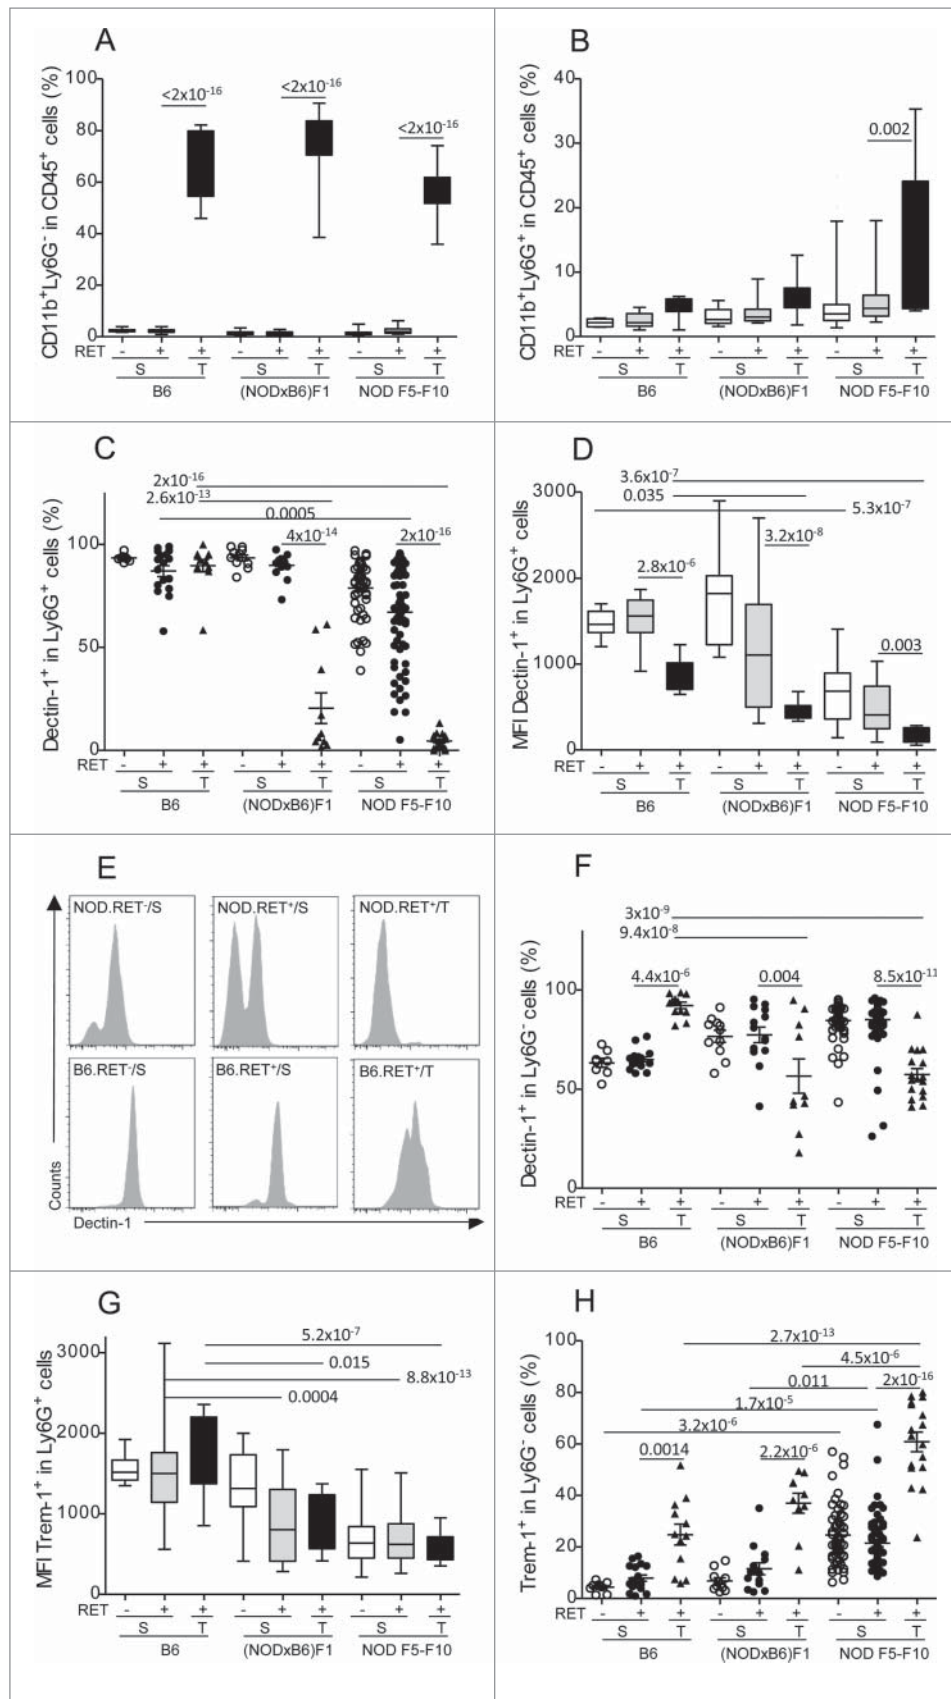 A
CD11b⁺Ly6G⁻ in CD45⁺ cells (%)
100
80
60
40
20
0
<2x10⁻¹⁶
<2x10⁻¹⁶
<2x10⁻¹⁶
RET - + + - + + - + +
S T S T S T
B6 (NODxB6)F1 NOD F5-F10
B
CD11b⁺Ly6G⁺ in CD45⁺ cells (%)
40
30
20
10
0
0.002
RET - + + - + + - + +
S T S T S T
B6 (NODxB6)F1 NOD F5-F10
C
Dectin-1⁺ in Ly6G⁺ cells (%)
100
50
0
2x10⁻¹⁶
2.6x10⁻¹³
0.0005
4x10⁻¹⁴
2x10⁻¹⁶
RET - + + - + + - + +
S T S T S T
B6 (NODxB6)F1 NOD F5-F10
D
MFI Dectin-1⁺ in Ly6G⁺ cells
3000
2000
1000
0
3.6x10⁻⁷
0.035
5.3x10⁻⁷
3.2x10⁻⁸
2.8x10⁻⁶
0.003
RET - + + - + + - + +
S T S T S T
B6 (NODxB6)F1 NOD F5-F10
E
NOD.RET⁻/S NOD.RET⁺/S NOD.RET⁺/T
B6.RET⁻/S B6.RET⁺/S B6.RET⁺/T
Counts
Dectin-1
F
Dectin-1⁺ in Ly6G⁻ cells (%)
100
50
0
3x10⁻⁹
9.4x10⁻⁸
4.4x10⁻⁶
0.004
8.5x10⁻¹¹
RET - + + - + + - + +
S T S T S T
B6 (NODxB6)F1 NOD F5-F10
G
MFI Trem-1⁺ in Ly6G⁺ cells
3000
2000
1000
0
5.2x10⁻⁷
0.015
8.8x10⁻¹³
0.0004
RET - + + - + + - + +
S T S T S T
B6 (NODxB6)F1 NOD F5-F10
H
Trem-1⁺ in Ly6G⁻ cells (%)
100
80
60
40
20
0
2.7x10⁻¹³
4.5x10⁻⁶
0.011
2x10⁻¹⁶
1.7x10⁻⁵
3.2x10⁻⁶
0.0014
2.2x10⁻⁶
RET - + + - + + - + +
S T S T S T
B6 (NODxB6)F1 NOD F5-F10